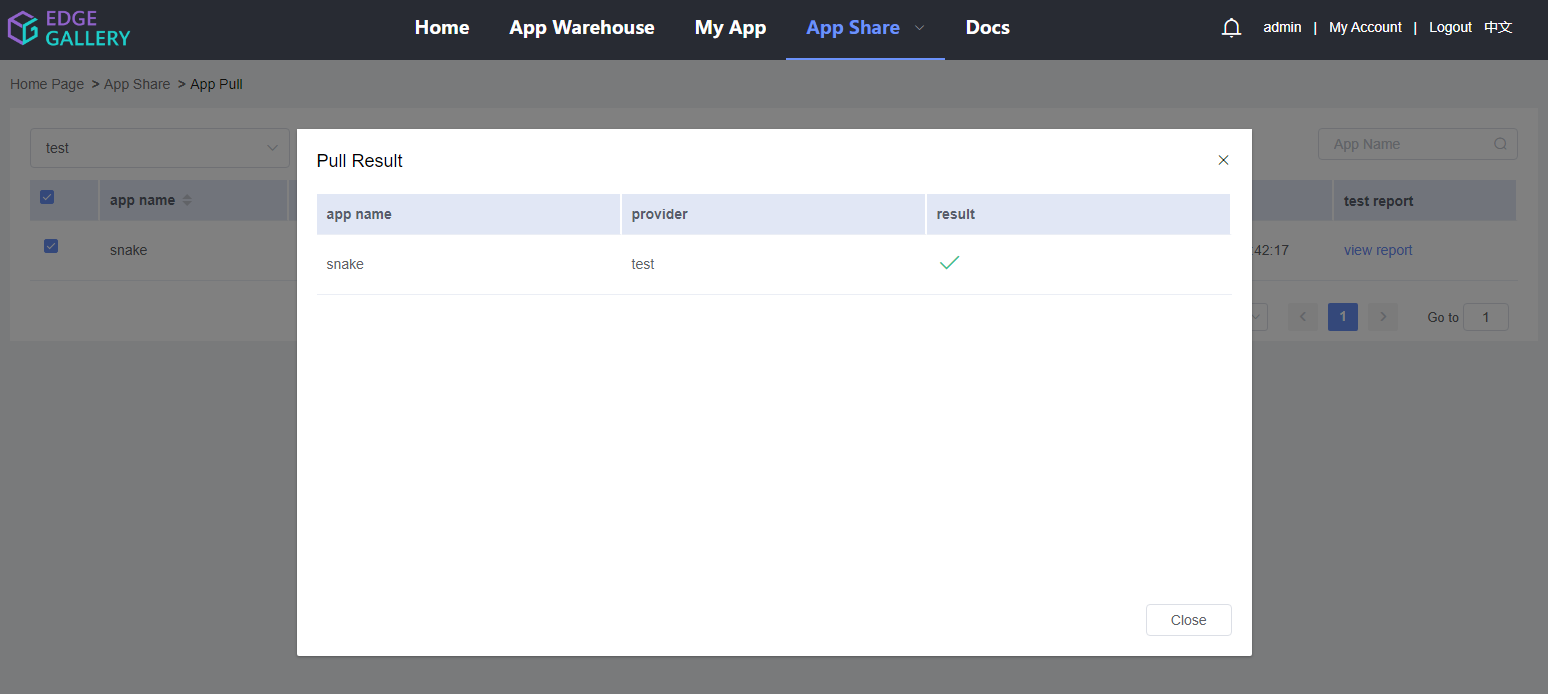 EDGE
GALLERY
Home App Warehouse My App App Share Docs
admin | My Account | Logout 中文
Home Page > App Share > App Pull
test
App Name
app name
test report
snake
42:17
view report
1
Go to 1
Pull Result
app name provider result
snake test
Close